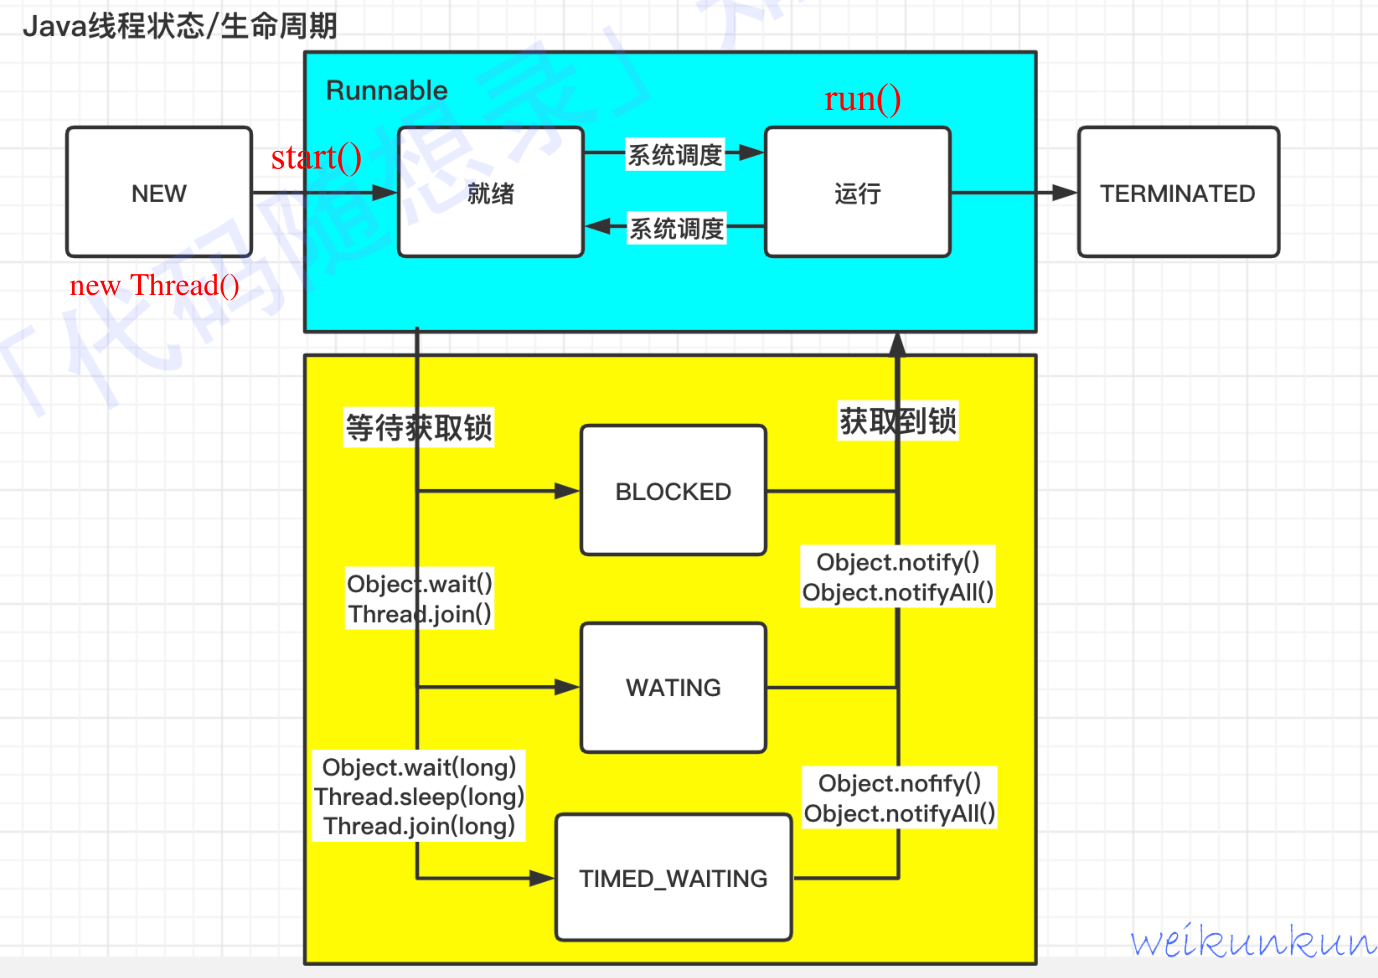 Java线程状态/生命周期
Runnable
run()
start()
NEW
就绪
系统调度
系统调度
运行
TERMINATED
new Thread()
「代码随想录」
等待获取锁
获取到锁
BLOCKED
Object.wait()
Thread.join()
Object.notify()
Object.notifyAll()
WATING
Object.wait(long)
Thread.sleep(long)
Thread.join(long)
Object.nofify()
Object.notifyAll()
TIMED_WAITING
weikunkun